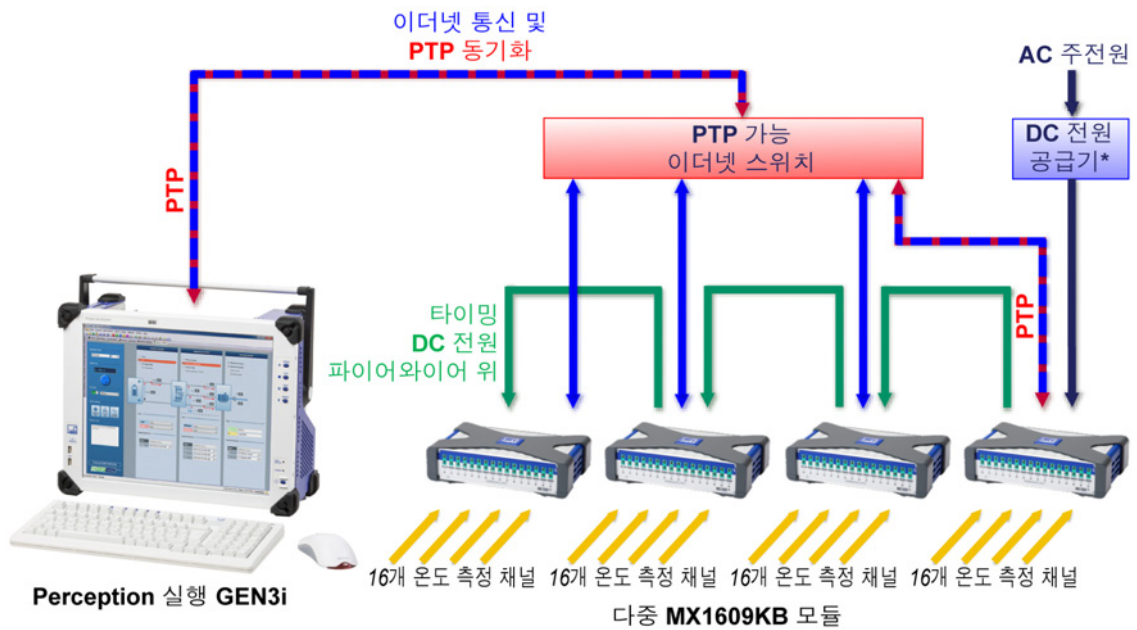 이더넷 통신 및
PTP 동기화
AC 주전원
PTP 가능
이더넷 스위치
DC 전원
공급기*
PTP
타이밍
DC 전원
파이어와이어 위
PTP
16개 온도 측정 채널
16개 온도 측정 채널
16개 온도 측정 채널
16개 온도 측정 채널
Perception 실행 GEN3i
다중 MX1609KB 모듈